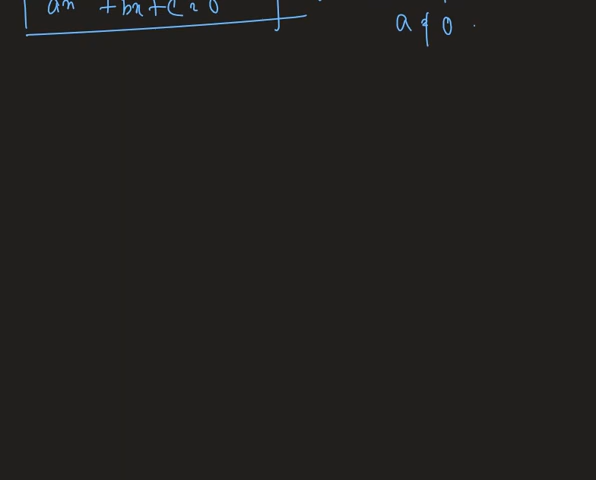 ax + bx + c = 0
a ≠ 0